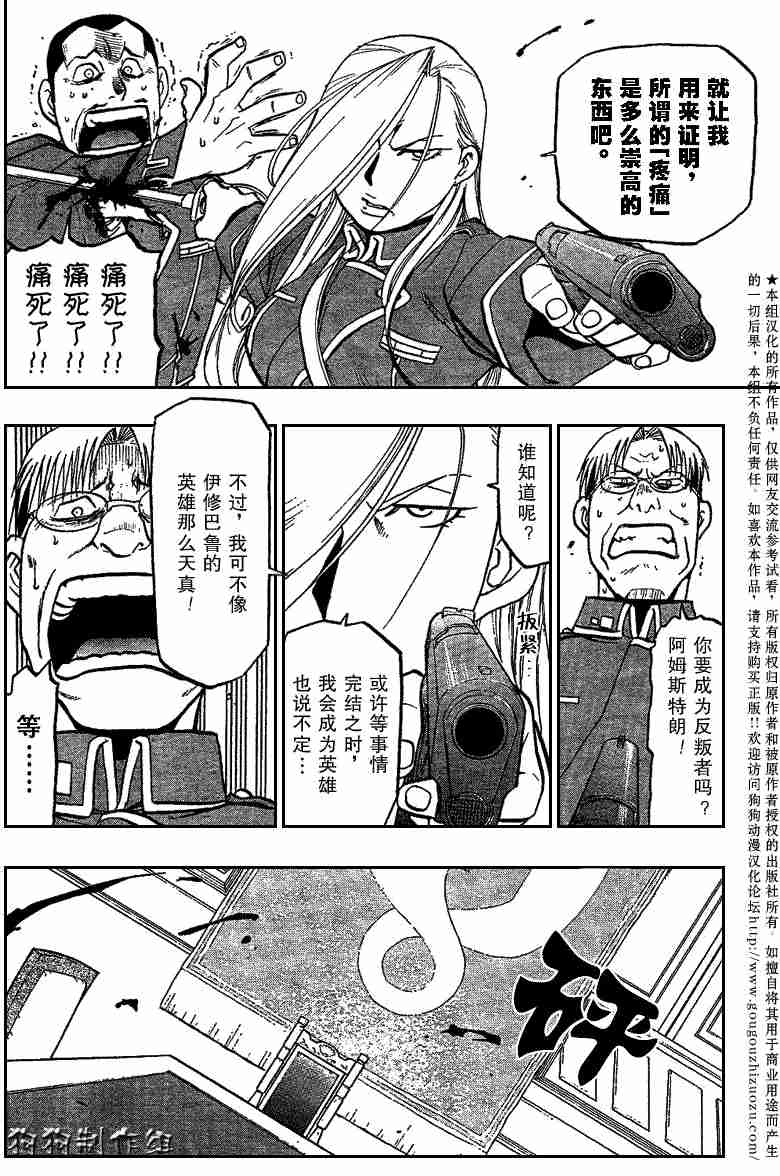 就让我
用来证明，
所谓的「疼痛」
是多么崇高的
东西吧。
痛死了!!
痛死了!!
痛死了!!
你要成为反叛者吗？
阿姆斯特朗！
谁知道呢？
扳紧…
或许等事情
完结之时，
我会成为英雄
也说不定…
不过，我可不像
伊修巴鲁的
英雄那么天真！
等……
砰
狗狗制作组
★本组汉化的所有作品，仅供网友交流参考试看，所有版权归原作者和被原作者授权的出版社所有．如擅自将其用于商业用途而产生
的一切后果，本组不负任何责任．如喜欢本作品，请支持购买正版!!欢迎访问狗狗动漫汉化论坛http://www.gougouzhizuozu.com/